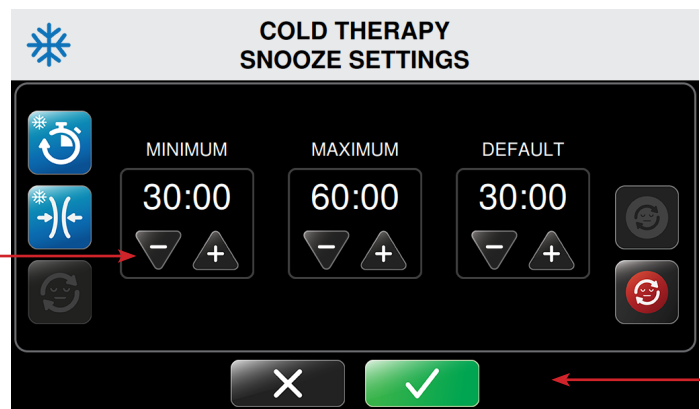 COLD THERAPY
SNOOZE SETTINGS
MINIMUM MAXIMUM DEFAULT
30:00 60:00 30:00
- + - + - +